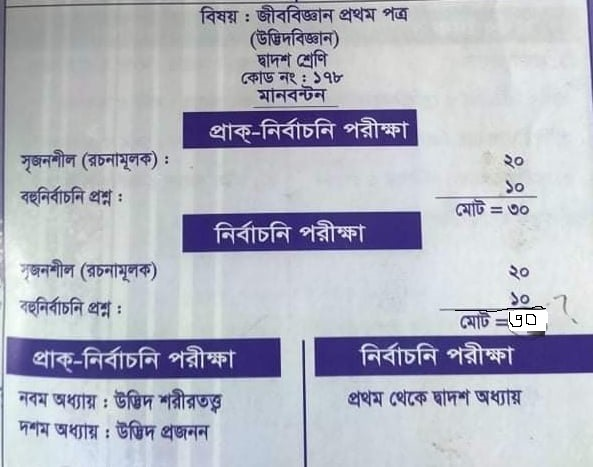 বিষয় : জীববিজ্ঞান প্রথম পত্র
(উদ্ভিদবিজ্ঞান)
দ্বাদশ শ্রেণি
কোড নং : ১৭৮
মানবন্টন
প্রাক্-নির্বাচনি পরীক্ষা
সৃজনশীল (রচনামূলক) : ২০
বহুনির্বাচনি প্রশ্ন : ১০
মোট = ৩০
নির্বাচনি পরীক্ষা
সৃজনশীল (রচনামূলক) ২০
বহুনির্বাচনি প্রশ্ন : ১০
মোট = ৩০ ?
প্রাক্-নির্বাচনি পরীক্ষা
নবম অধ্যায় : উদ্ভিদ শরীরতত্ত্ব
দশম অধ্যায় : উদ্ভিদ প্রজনন
নির্বাচনি পরীক্ষা
প্রথম থেকে দ্বাদশ অধ্যায়